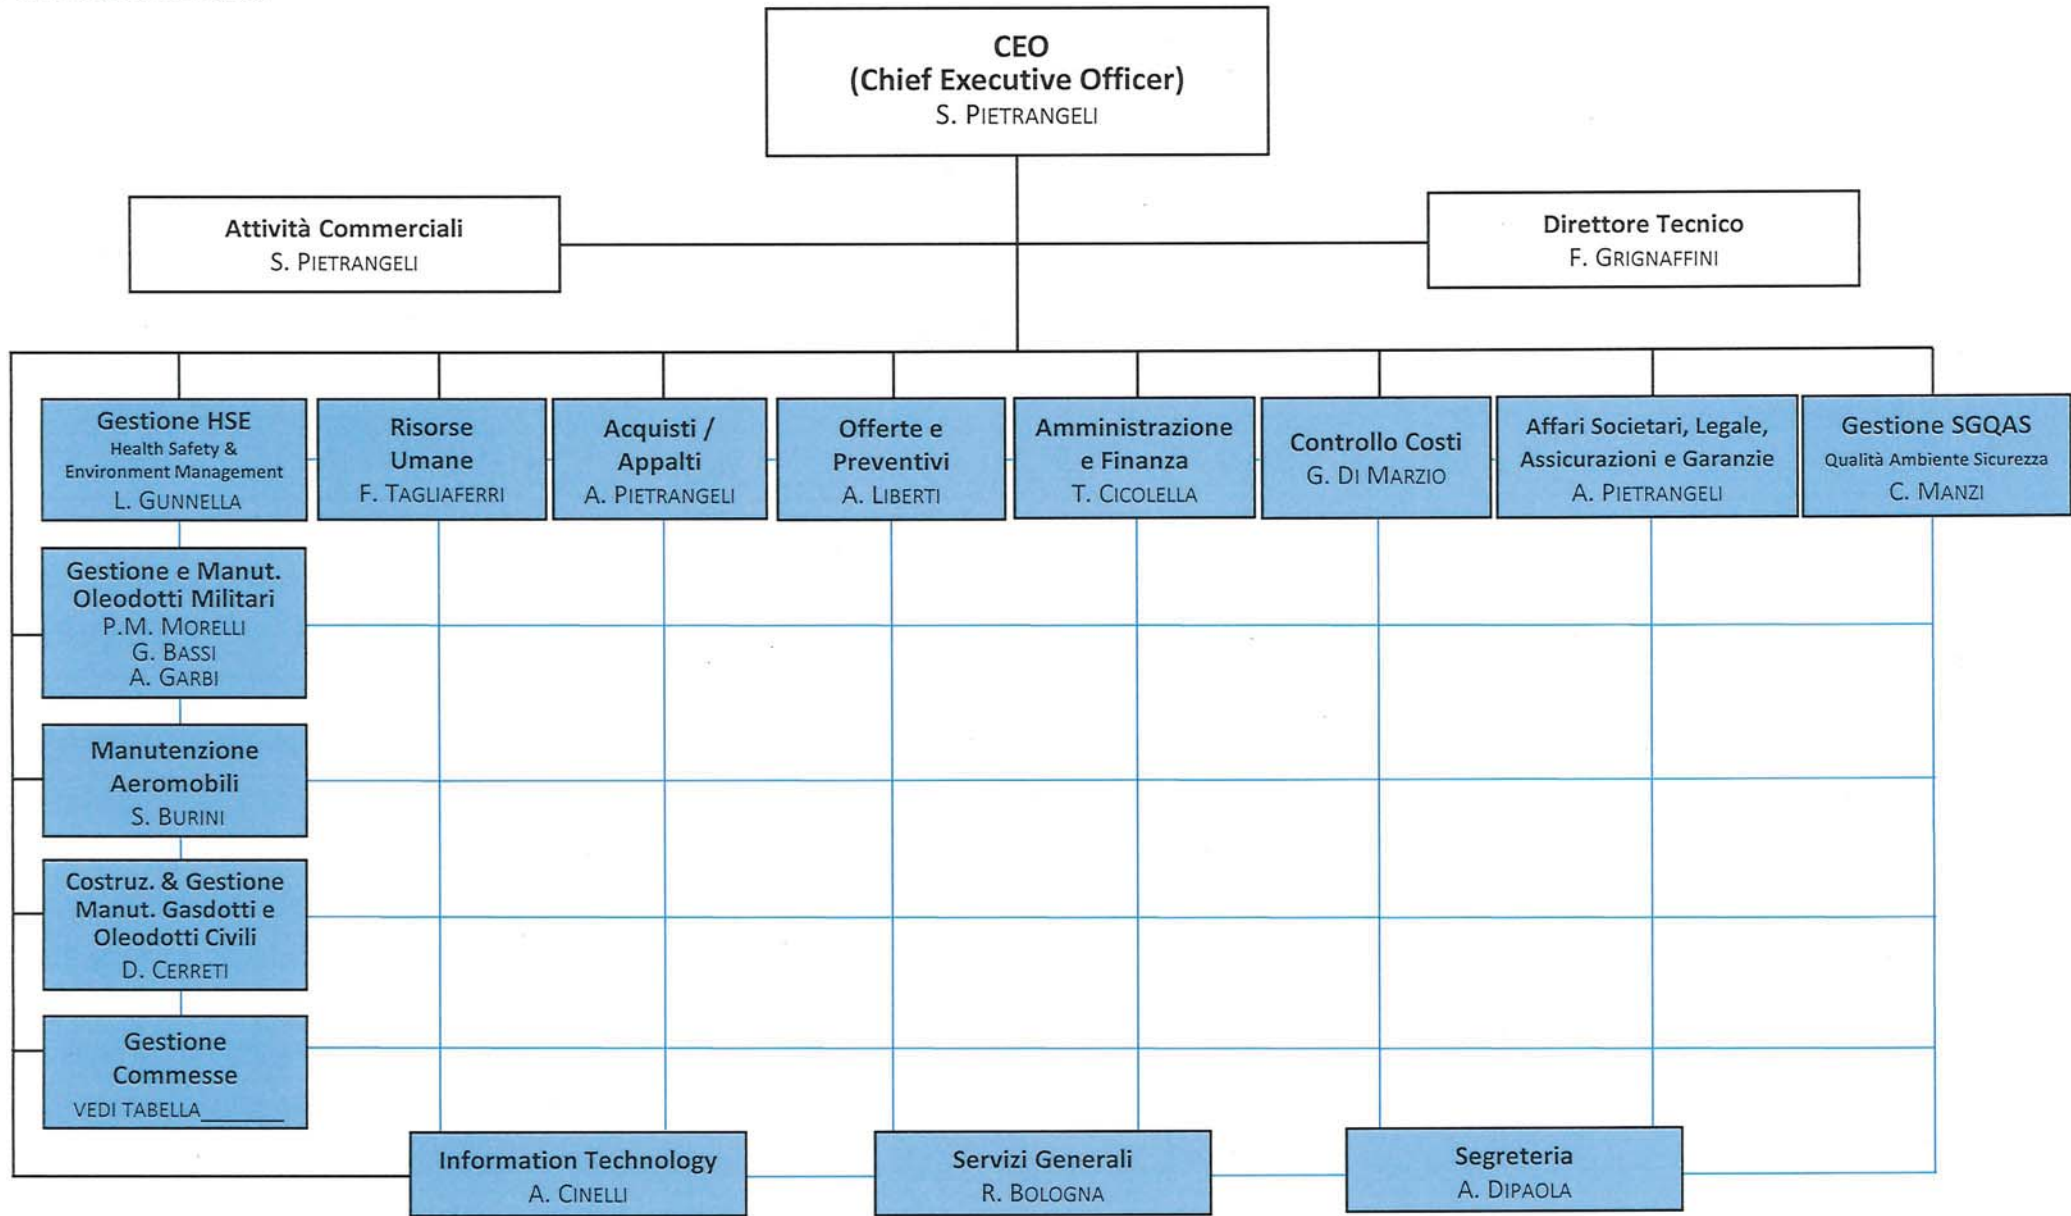 CEO
(Chief Executive Officer)
S. PIETRANGELI
Attività Commerciali
S. PIETRANGELI
Direttore Tecnico
F. GRIGNAFFINI
Gestione HSE
Health Safety &
Environment Management
L. GUNNELLA
Risorse
Umane
F. TAGLIAFERRI
Acquisti /
Appalti
A. PIETRANGELI
Offerte e
Preventivi
A. LIBERTI
Amministrazione
e Finanza
T. CICOLELLA
Controllo Costi
G. DI MARZIO
Affari Societari, Legale,
Assicurazioni e Garanzie
A. PIETRANGELI
Gestione SGQAS
Qualità Ambiente Sicurezza
C. MANZI
Gestione e Manut.
Oleodotti Militari
P.M. MORELLI
G. BASSI
A. GARBI
Manutenzione
Aeromobili
S. BURINI
Costruz. & Gestione
Manut. Gasdotti e
Oleodotti Civili
D. CERRETI
Gestione
Commesse
VEDI TABELLA_______
Information Technology
A. CINELLI
Servizi Generali
R. BOLOGNA
Segreteria
A. DIPAOLA